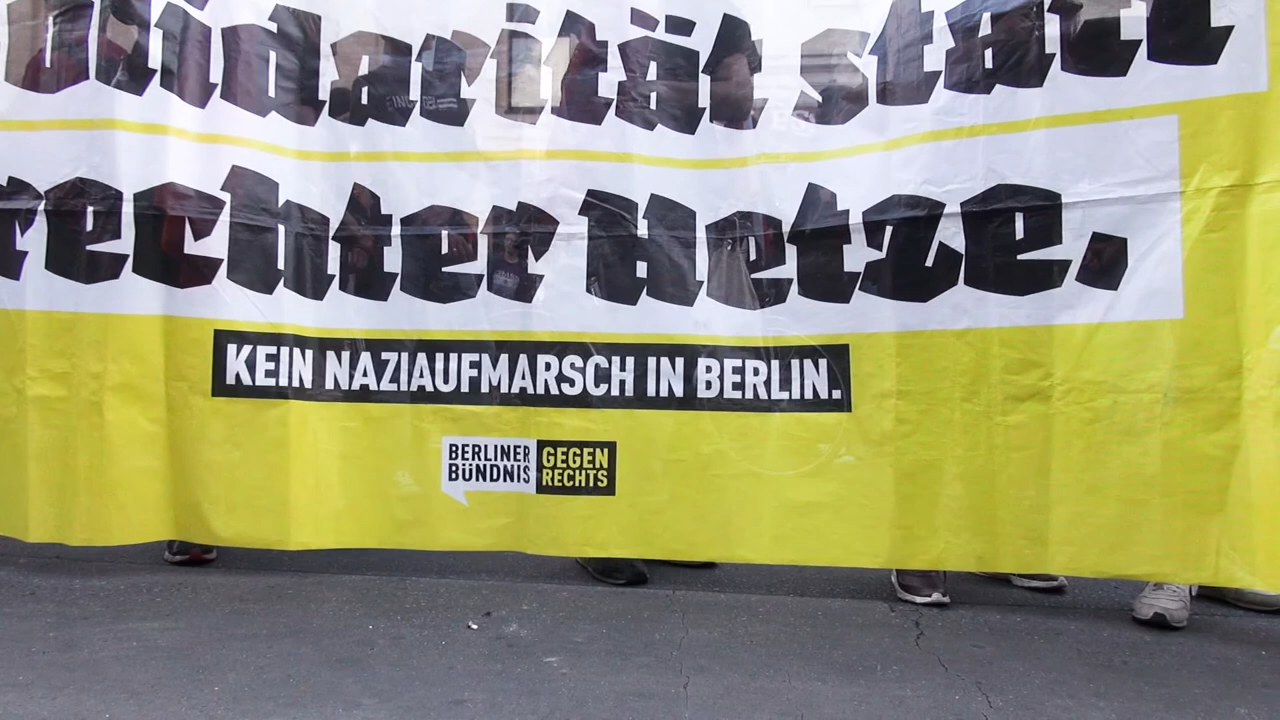 olidarität statt
rechter Hetze.
KEIN NAZIAUFMARSCH IN BERLIN.
BERLINER
BÜNDNIS
GEGEN
RECHTS